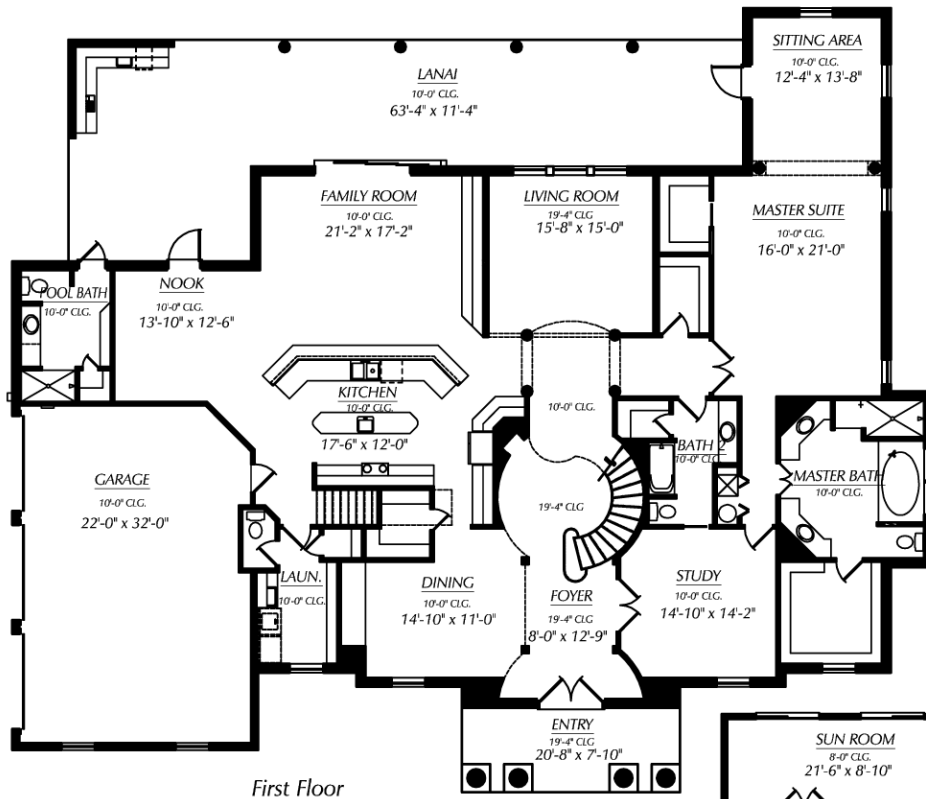 SITTING AREA
10'-0" CLG.
12'-4" x 13'-8"
LANAI
10'-0" CLG.
63'-4" x 11'-4"
FAMILY ROOM
10'-0" CLG.
21'-2" x 17'-2"
LIVING ROOM
19'-4" CLG
15'-8" x 15'-0"
MASTER SUITE
10'-0" CLG.
16'-0" x 21'-0"
POOL BATH
10'-0" CLG.
NOOK
10'-0" CLG.
13'-10" x 12'-6"
KITCHEN
10'-0" CLG.
17'-6" x 12'-0"
10'-0" CLG.
BATH 2
10'-0" CLG
MASTER BATH
10'-0" CLG.
GARAGE
10'-0" CLG.
22'-0" x 32'-0"
19'-4" CLG
LAUN.
10'-0" CLG.
DINING
10'-0" CLG.
14'-10" x 11'-0"
FOYER
19'-4" CLG
8'-0" x 12'-9"
STUDY
10'-0" CLG.
14'-10" x 14'-2"
ENTRY
19'-4" CLG
20'-8" x 7'-10"
SUN ROOM
8'-0" CLG.
21'-6" x 8'-10"
First Floor